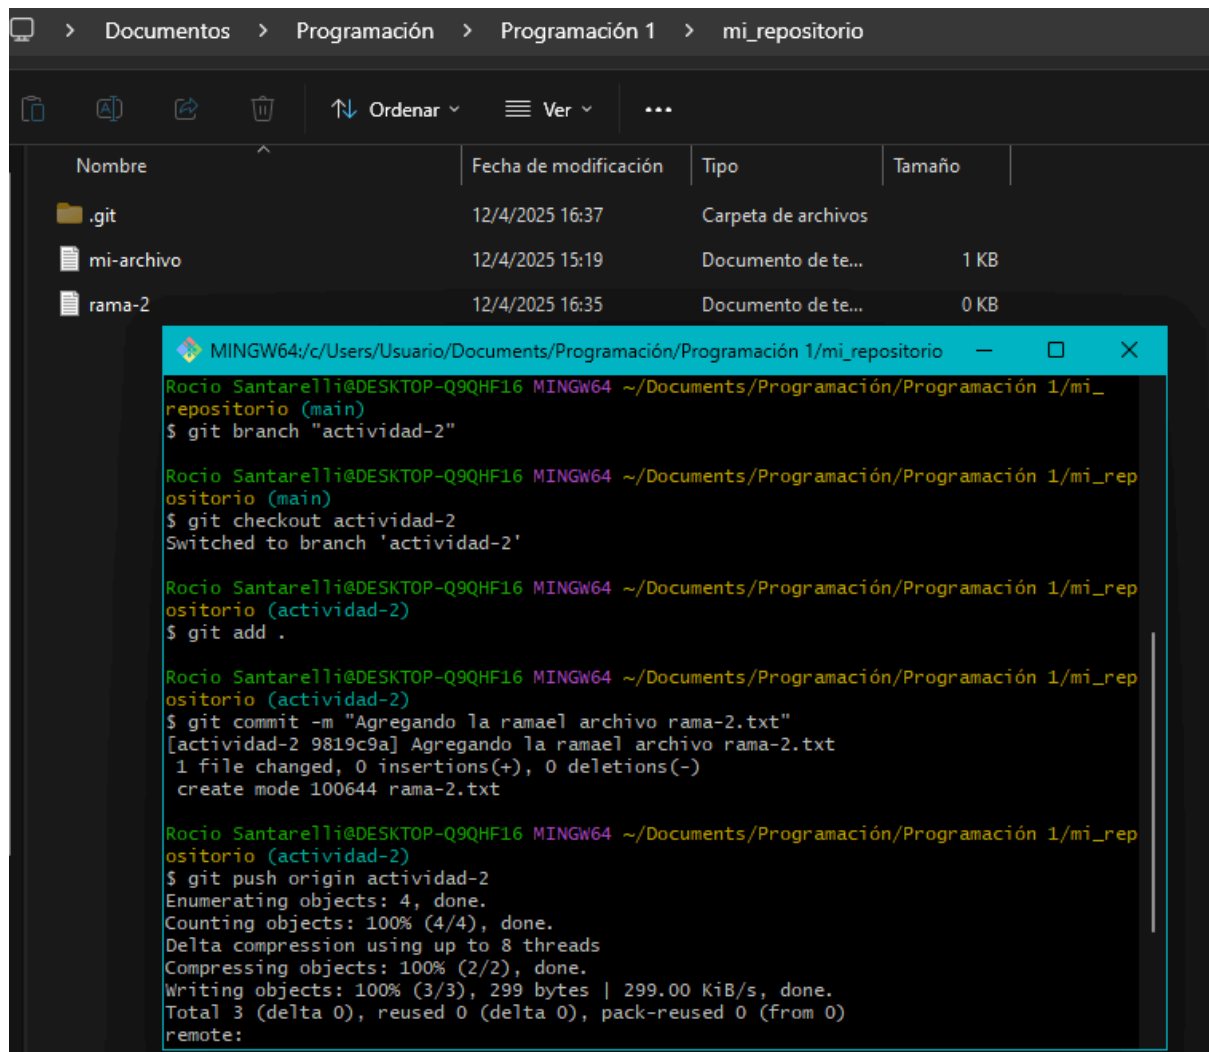 Documentos > Programación > Programación 1 > mi_repositorio
Ordenar Ver
Nombre Fecha de modificación Tipo Tamaño
.git 12/4/2025 16:37 Carpeta de archivos
mi-archivo 12/4/2025 15:19 Documento de te... 1 KB
rama-2 12/4/2025 16:35 Documento de te... 0 KB
MINGW64:/c/Users/Usuario/Documents/Programación/Programación 1/mi_repositorio
Rocio Santarelli@DESKTOP-Q9QHF16 MINGW64 ~/Documents/Programación/Programación 1/mi_
repositorio (main)
$ git branch "actividad-2"
Rocio Santarelli@DESKTOP-Q9QHF16 MINGW64 ~/Documents/Programación/Programación 1/mi_rep
ositorio (main)
$ git checkout actividad-2
Switched to branch 'actividad-2'
Rocio Santarelli@DESKTOP-Q9QHF16 MINGW64 ~/Documents/Programación/Programación 1/mi_rep
ositorio (actividad-2)
$ git add .
Rocio Santarelli@DESKTOP-Q9QHF16 MINGW64 ~/Documents/Programación/Programación 1/mi_rep
ositorio (actividad-2)
$ git commit -m "Agregando la ramael archivo rama-2.txt"
[actividad-2 9819c9a] Agregando la ramael archivo rama-2.txt
1 file changed, 0 insertions(+), 0 deletions(-)
create mode 100644 rama-2.txt
Rocio Santarelli@DESKTOP-Q9QHF16 MINGW64 ~/Documents/Programación/Programación 1/mi_rep
ositorio (actividad-2)
$ git push origin actividad-2
Enumerating objects: 4, done.
Counting objects: 100% (4/4), done.
Delta compression using up to 8 threads
Compressing objects: 100% (2/2), done.
Writing objects: 100% (3/3), 299 bytes | 299.00 KiB/s, done.
Total 3 (delta 0), reused 0 (delta 0), pack-reused 0 (from 0)
remote: